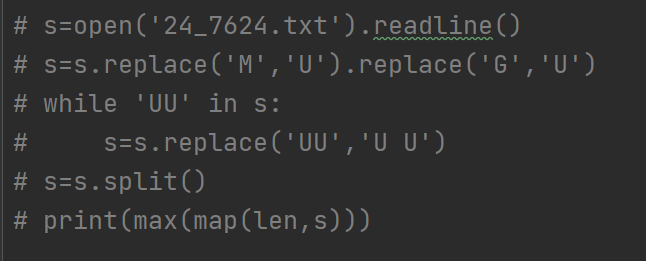 # s=open('24_7624.txt').readline()
# s=s.replace('M','U').replace('G','U')
# while 'UU' in s:
#     s=s.replace('UU','U U')
# s=s.split()
# print(max(map(len,s)))